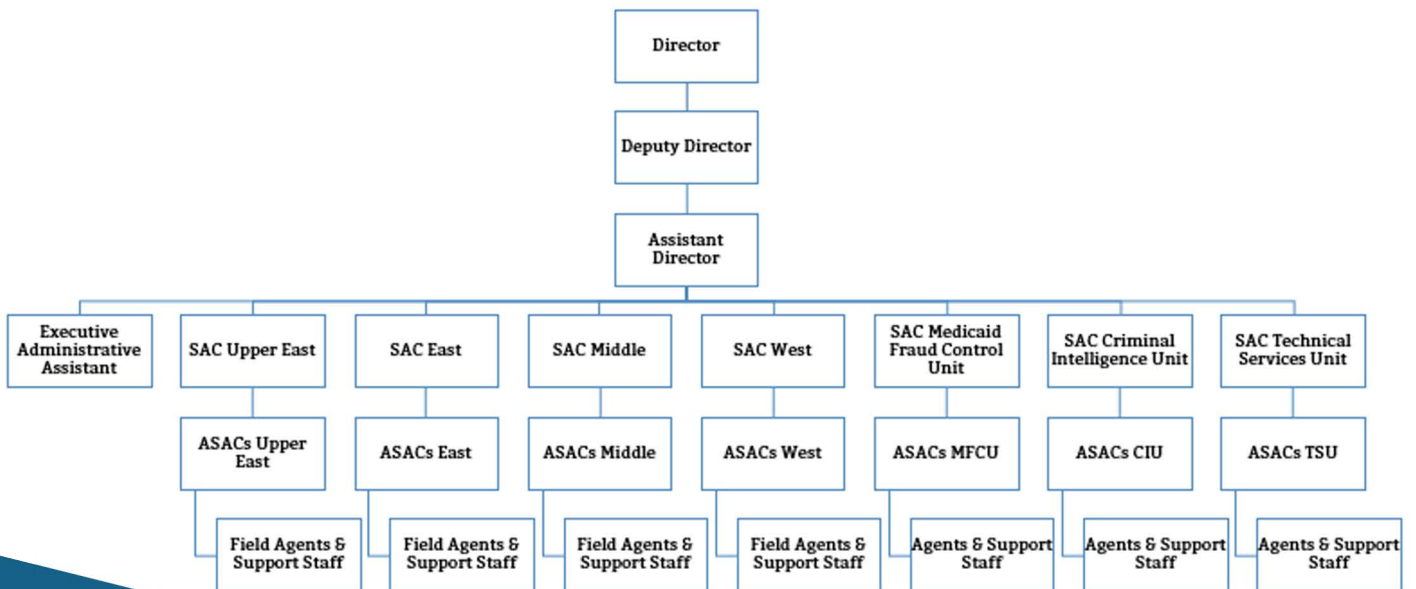 Director
Deputy Director
Assistant
Director
Executive
Administrative
Assistant
SAC Upper East
SAC East
SAC Middle
SAC West
SAC Medicaid
Fraud Control
Unit
SAC Criminal
Intelligence Unit
SAC Technical
Services Unit
ASACs Upper
East
ASACs East
ASACs Middle
ASACs West
ASACs MFCU
ASACs CIU
ASACs TSU
Field Agents &
Support Staff
Field Agents &
Support Staff
Field Agents &
Support Staff
Field Agents &
Support Staff
Agents & Support
Staff
Agents & Support
Staff
Agents & Support
Staff